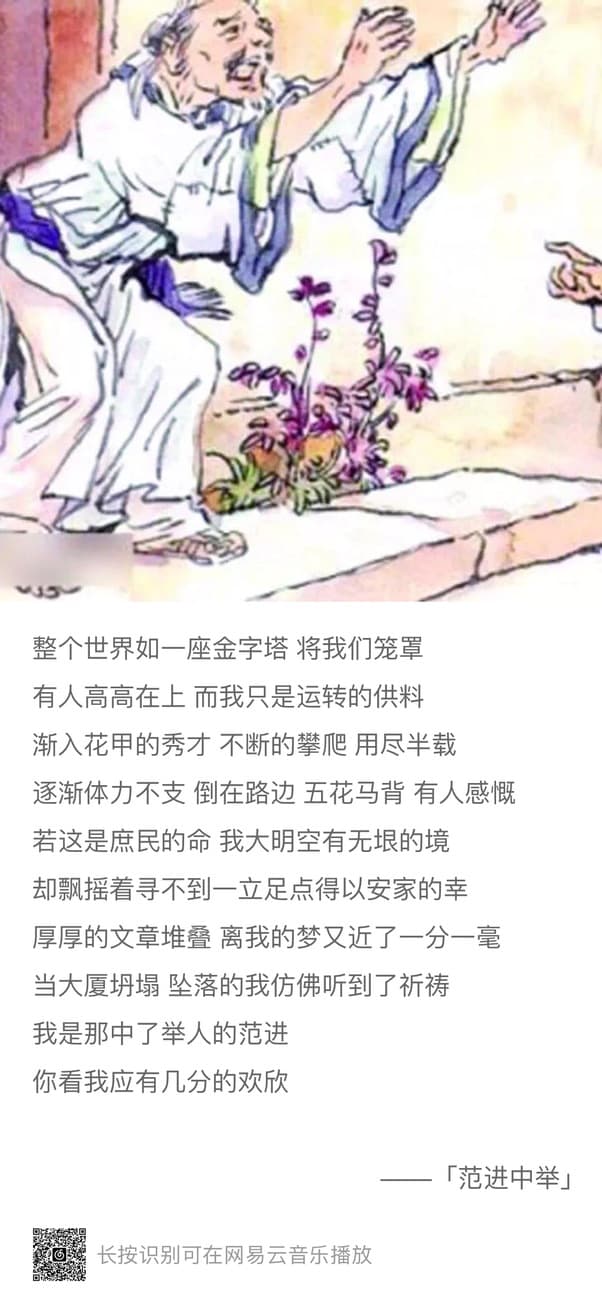 整个世界如一座金字塔 将我们笼罩
有人高高在上 而我只是运转的供料
渐入花甲的秀才 不断的攀爬 用尽半载
逐渐体力不支 倒在路边 五花马背 有人感慨
若这是庶民的命 我大明空有无垠的境
却飘摇着寻不到一立足点得以安家的幸
厚厚的文章堆叠 离我的梦又近了一分一毫
当大厦坍塌 坠落的我仿佛听到了祈祷
我是那中了举人的范进
你看我应有几分的欢欣
——「范进中举」
长按识别可在网易云音乐播放